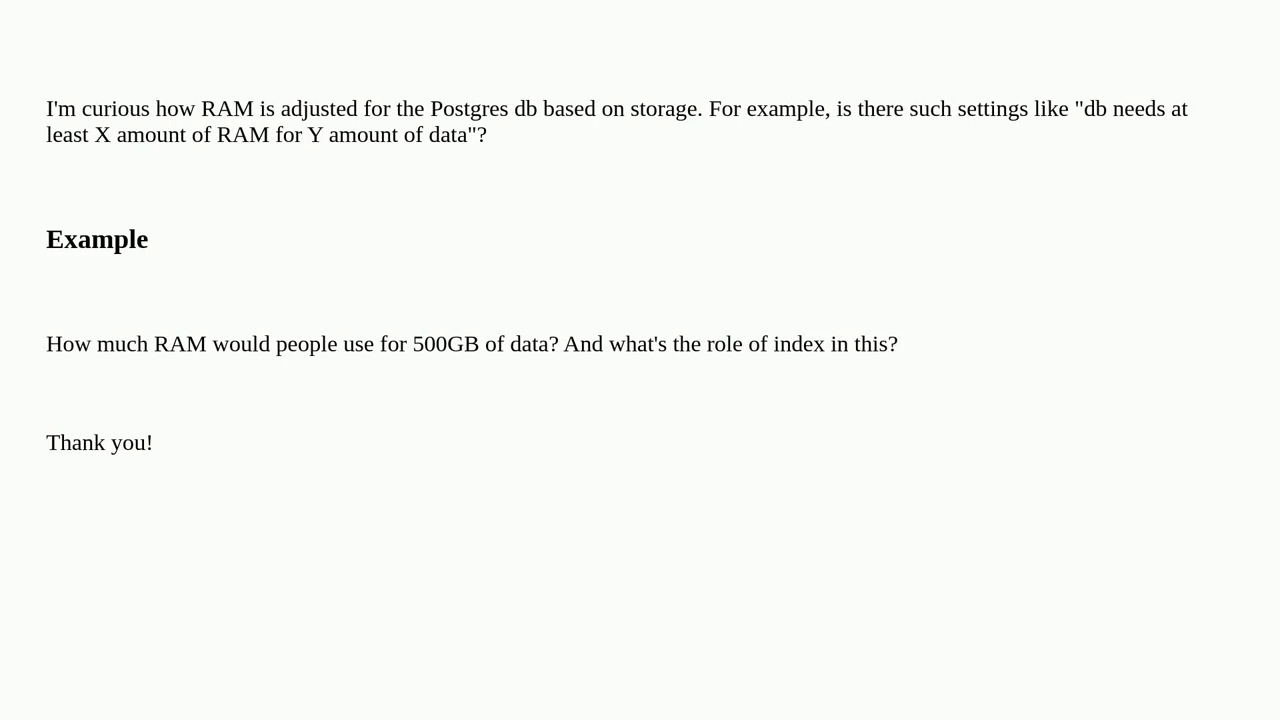 I'm curious how RAM is adjusted for the Postgres db based on storage. For example, is there such settings like "db needs at
least X amount of RAM for Y amount of data"?
Example
How much RAM would people use for 500GB of data? And what's the role of index in this?
Thank you!